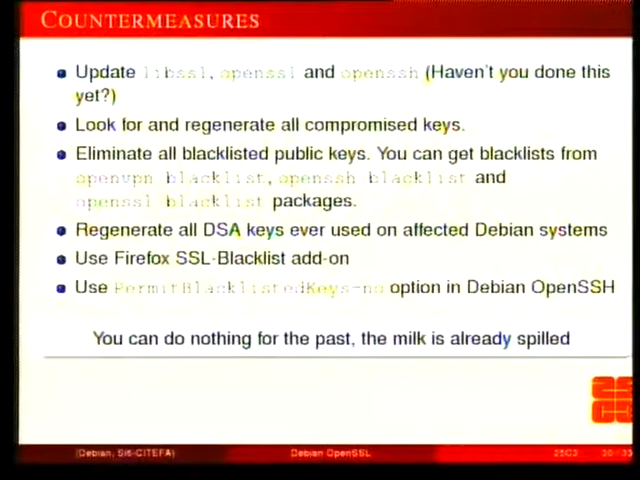 COUNTERMEASURES
Update libssl, openssl and openssh (Haven't you done this
yet?)
Look for and regenerate all compromised keys.
Eliminate all blacklisted public keys. You can get blacklists from
openvpn blacklist, openssh blacklist and
openssl blacklist packages.
Regenerate all DSA keys ever used on affected Debian systems
Use Firefox SSL-Blacklist add-on
Use PermitBlacklistedKeys=no option in Debian OpenSSH
You can do nothing for the past, the milk is already spilled
25
C3
(Debian, Si6-CITEFA) Debian OpenSSL 25C3